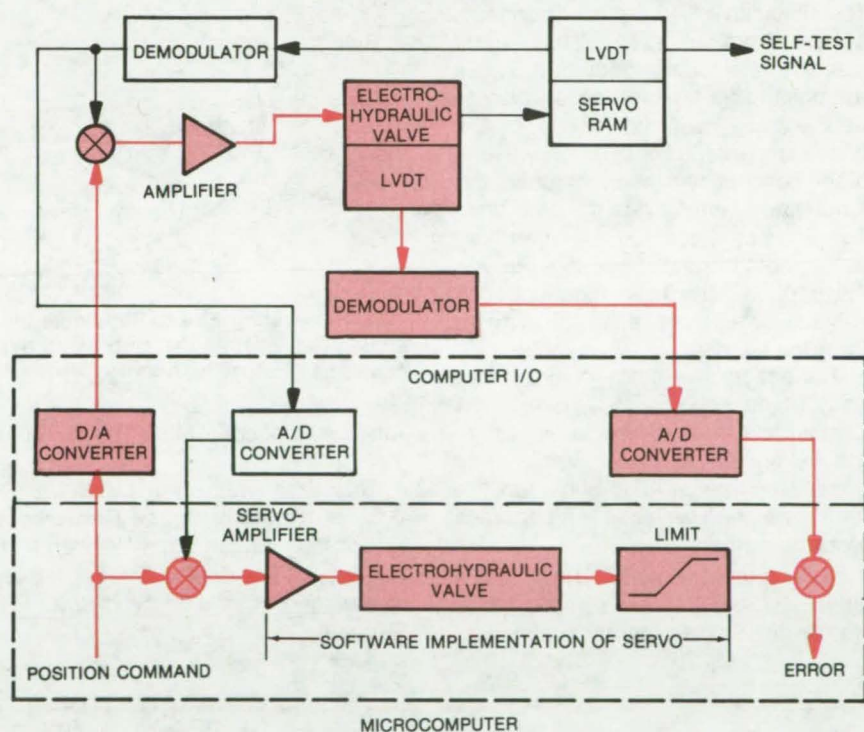 DEMODULATOR
LVDT
SELF-TEST
SIGNAL
ELECTRO-
HYDRAULIC
VALVE
SERVO
RAM
AMPLIFIER
LVDT
DEMODULATOR
COMPUTER I/O
D/A
CONVERTER
A/D
CONVERTER
A/D
CONVERTER
SERVO-
AMPLIFIER
LIMIT
ELECTROHYDRAULIC
VALVE
SOFTWARE IMPLEMENTATION OF SERVO
POSITION COMMAND
ERROR
MICROCOMPUTER